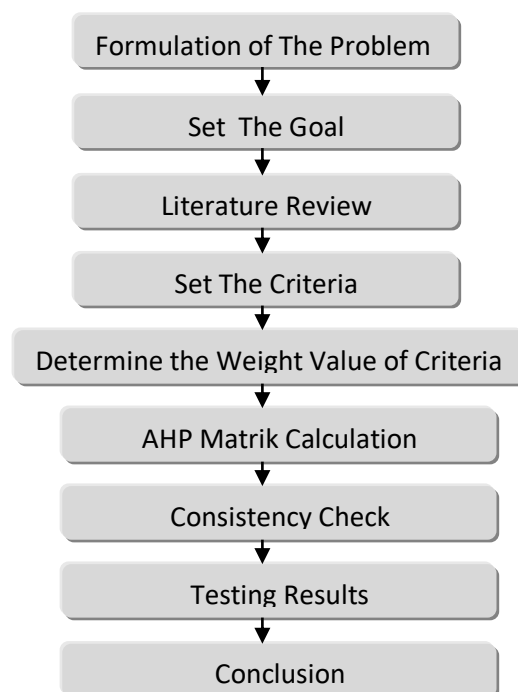 Formulation of The Problem
Set The Goal
Literature Review
Set The Criteria
Determine the Weight Value of Criteria
AHP Matrik Calculation
Consistency Check
Testing Results
Conclusion